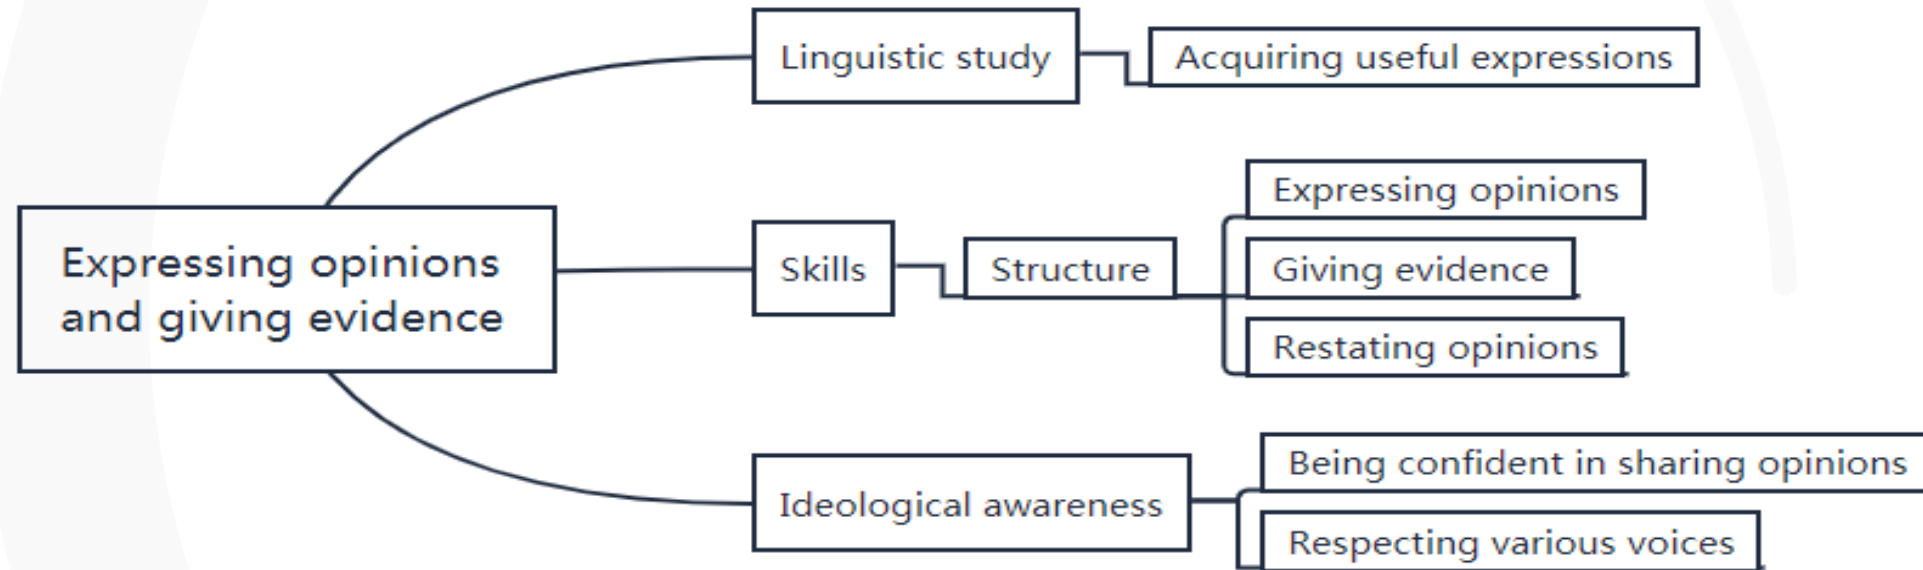 Linguistic study
Acquiring useful expressions
Expressing opinions
and giving evidence
Skills
Structure
Expressing opinions
Giving evidence
Restating opinions
Ideological awareness
Being confident in sharing opinions
Respecting various voices